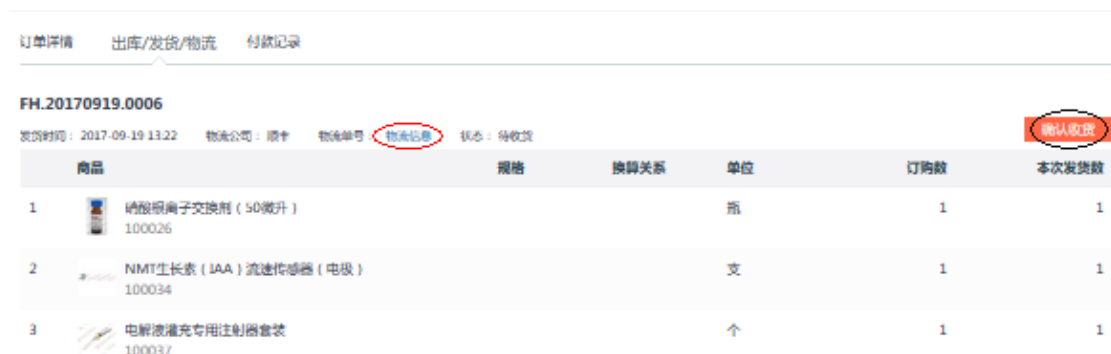 订单详情 出库/发货/物流 付款记录
FH.20170919.0006
发货时间：2017-09-19 13:22 物流公司：顺丰 物流单号：物流信息 状态：待收货 确认收货
商品 规格 换算关系 单位 订购数 本次发货数
1 硝酸根离子交换剂（50微升） 瓶 1 1
100026
2 NMT生长素（IAA）流速传感器（电极） 支 1 1
100034
3 电解液灌充专用注射器套装 个 1 1
100037